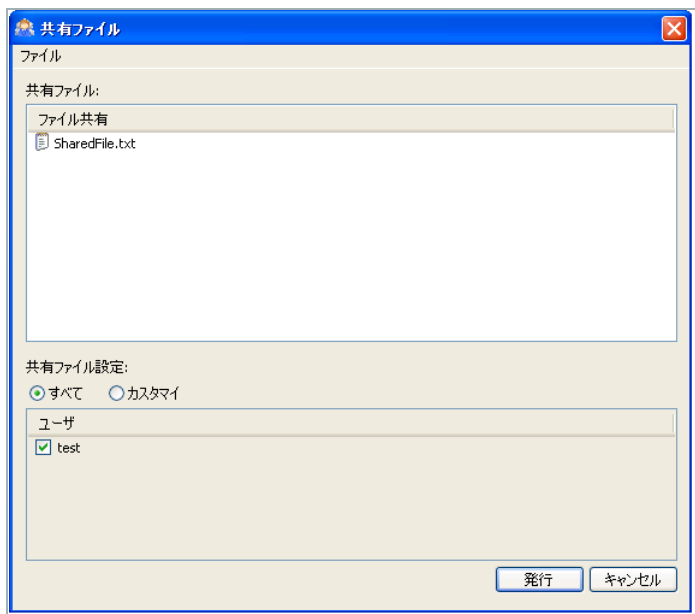 共有ファイル
ファイル
共有ファイル:
ファイル共有
SharedFile.txt
共有ファイル設定:
すべて カスタマイ
ユーザ
test
発行 キャンセル